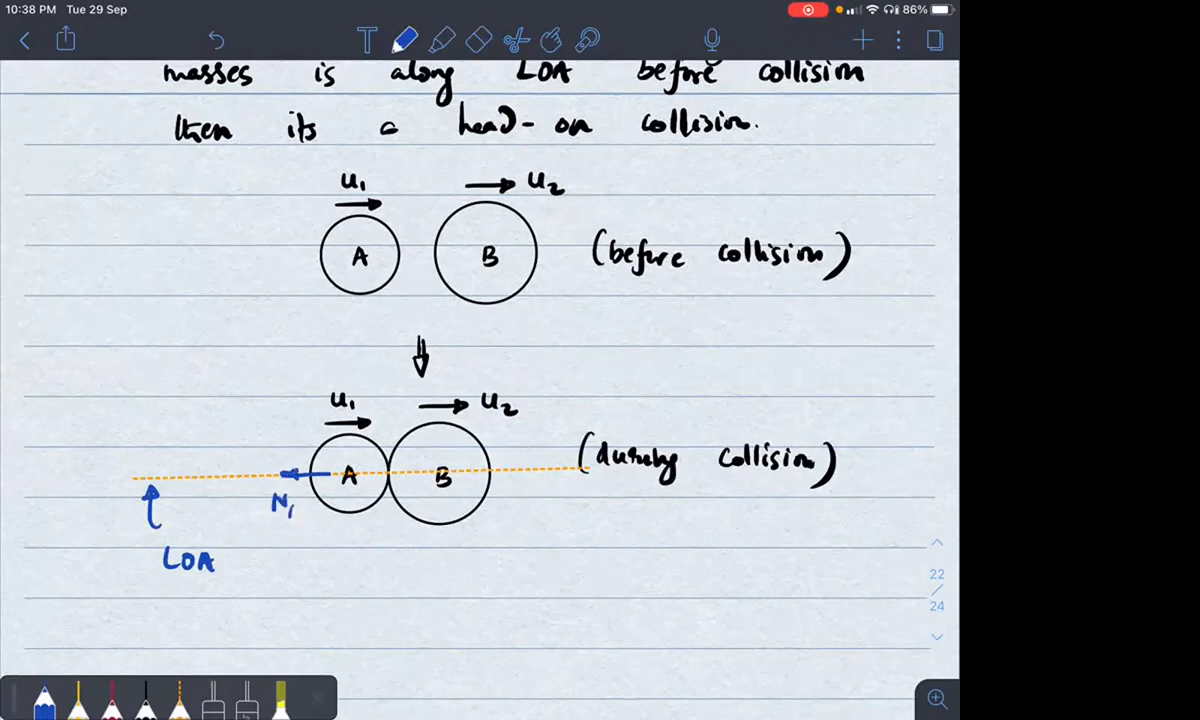 10:38 PM Tue 29 Sep
86%
masses is along LOA before collision
then its a head-on collision.
u₁
u₂
A
B
(before collision)
u₁
u₂
A
B
(during collision)
N₁
LOA
22
/
24